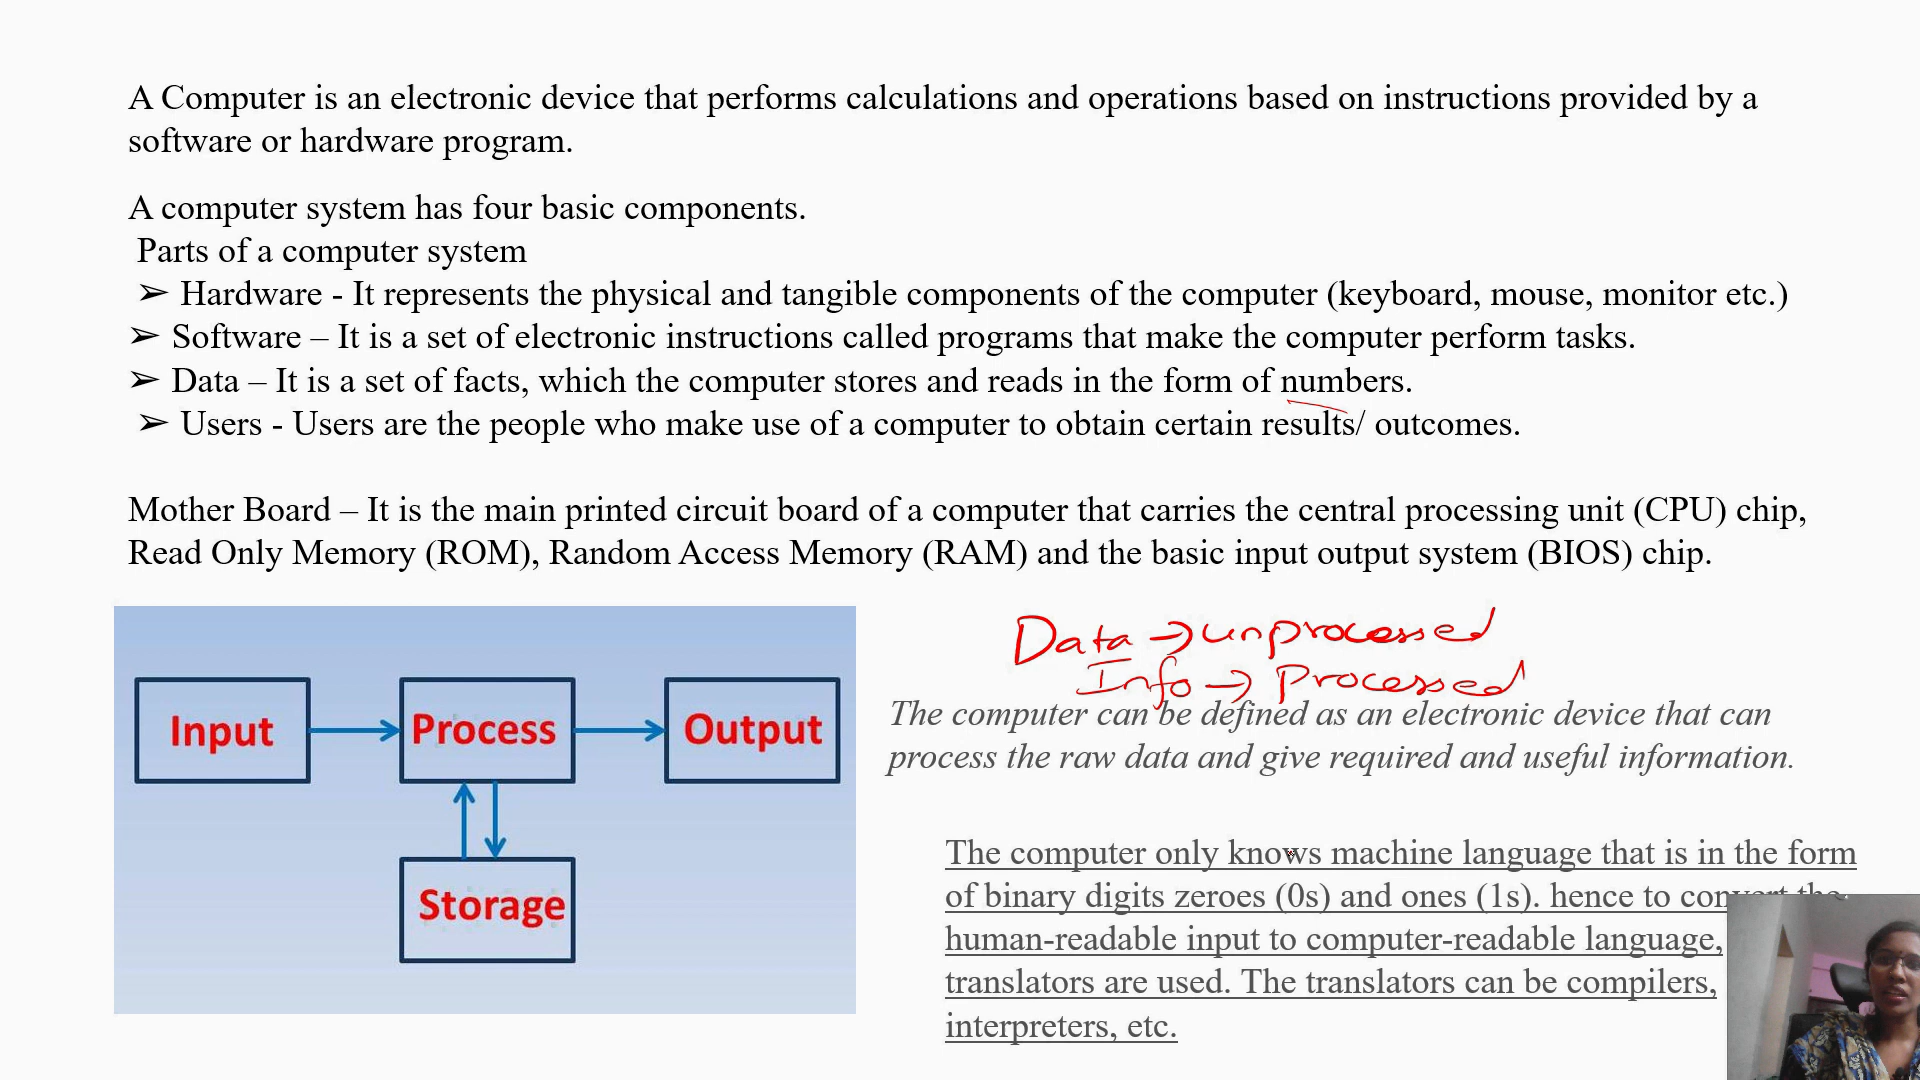 A Computer is an electronic device that performs calculations and operations based on instructions provided by a
software or hardware program.
A computer system has four basic components.
Parts of a computer system
➢ Hardware - It represents the physical and tangible components of the computer (keyboard, mouse, monitor etc.)
➢ Software – It is a set of electronic instructions called programs that make the computer perform tasks.
➢ Data – It is a set of facts, which the computer stores and reads in the form of numbers.
➢ Users - Users are the people who make use of a computer to obtain certain results/ outcomes.
Mother Board – It is the main printed circuit board of a computer that carries the central processing unit (CPU) chip,
Read Only Memory (ROM), Random Access Memory (RAM) and the basic input output system (BIOS) chip.
Input
Process
Output
Storage
Data → unprocessed
Info → Processed
The computer can be defined as an electronic device that can
process the raw data and give required and useful information.
The computer only knows machine language that is in the form
of binary digits zeroes (0s) and ones (1s). hence to convert the
human-readable input to computer-readable language,
translators are used. The translators can be compilers,
interpreters, etc.